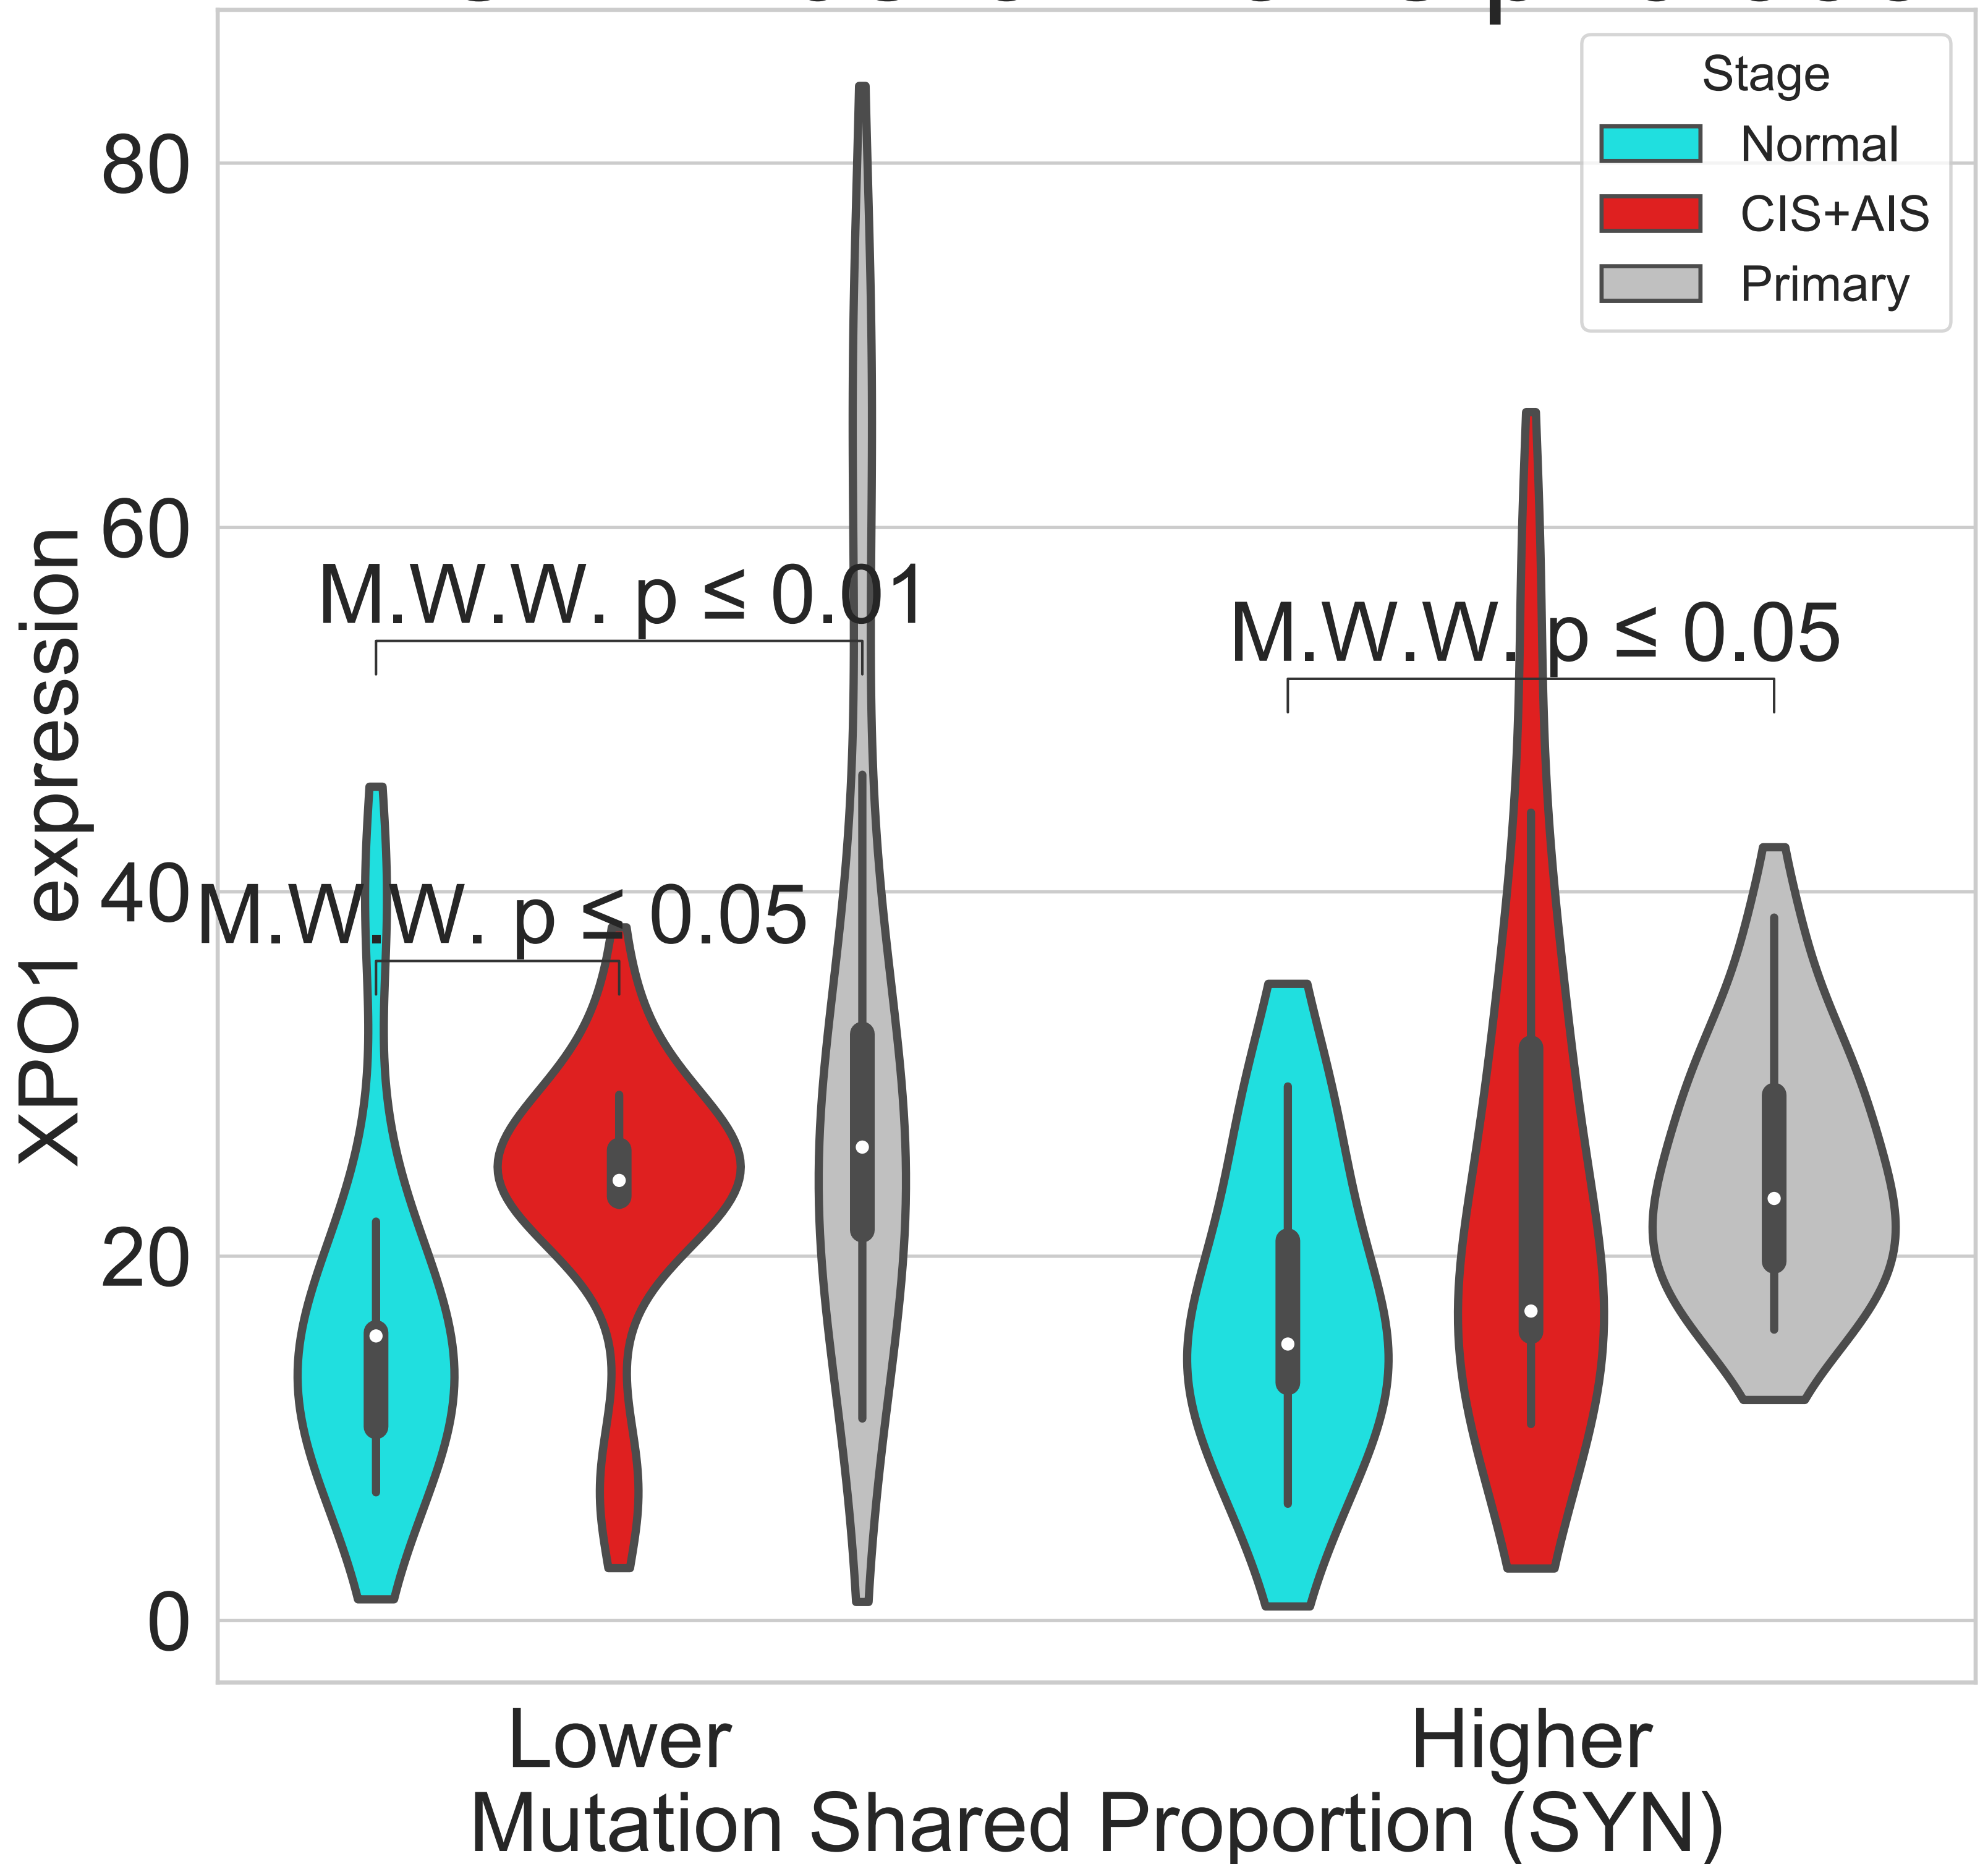 Stage
Normal
CIS+AIS
Primary
80
60
40
20
0
XPO1 expression
M.W.W. p ≤ 0.01
M.W.W. p ≤ 0.05
M.W.W. p ≤ 0.05
Lower
Higher
Mutation Shared Proportion (SYN)